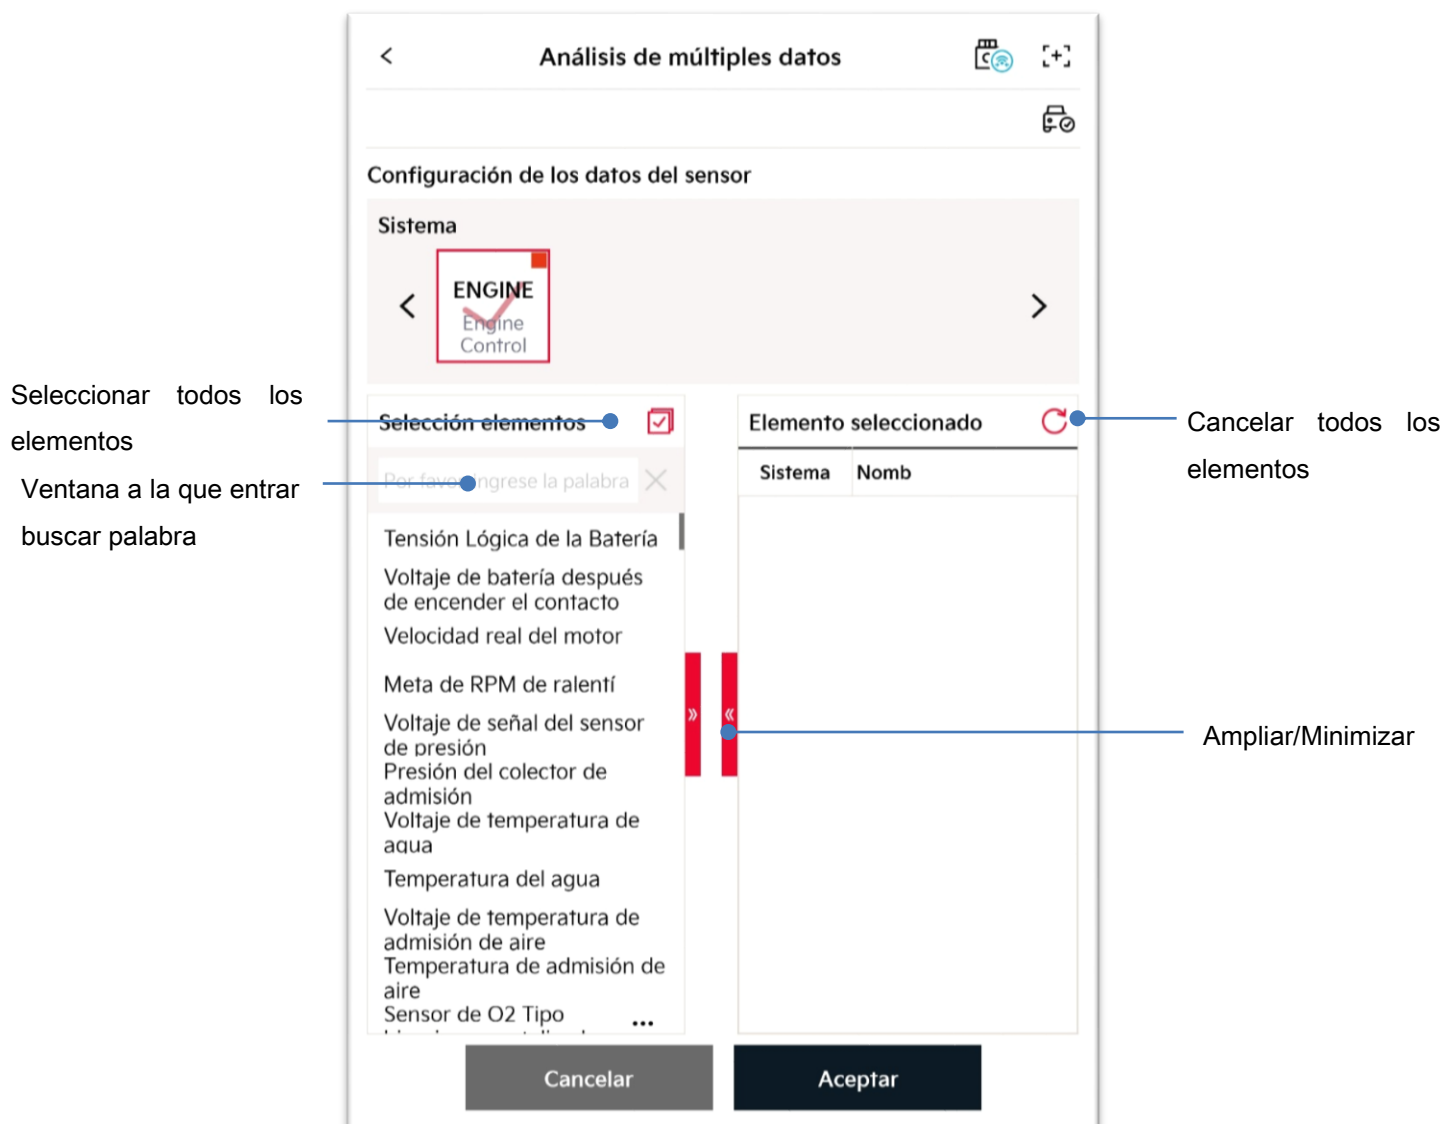 Análisis de múltiples datos
Configuración de los datos del sensor
Sistema
ENGINE
Engine
Control
Seleccionar todos los
elementos
Ventana a la que entrar
buscar palabra
Selección elementos
Por favor ingrese la palabra
Tensión Lógica de la Batería
Voltaje de batería después
de encender el contacto
Velocidad real del motor
Meta de RPM de ralentí
Voltaje de señal del sensor
de presión
Presión del colector de
admisión
Voltaje de temperatura de
agua
Temperatura del agua
Voltaje de temperatura de
admisión de aire
Temperatura de admisión de
aire
Sensor de O2 Tipo
...
Elemento seleccionado
Sistema Nomb
Cancelar todos los
elementos
Ampliar/Minimizar
Cancelar
Aceptar